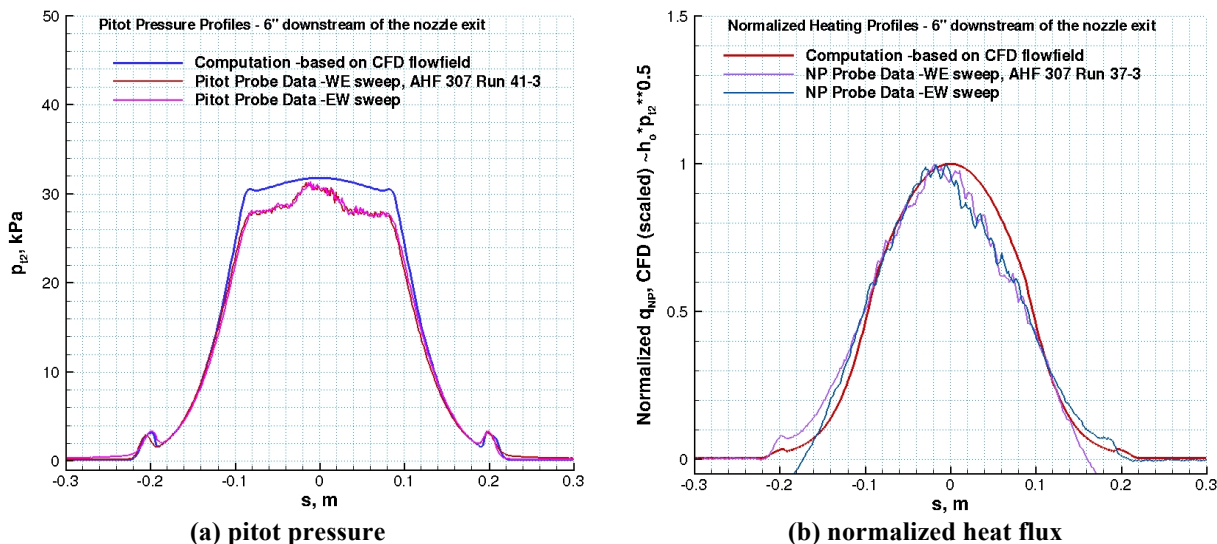 Pitot Pressure Profiles - 6" downstream of the nozzle exit
Computation -based on CFD flowfield
Pitot Probe Data -WE sweep, AHF 307 Run 41-3
Pitot Probe Data -EW sweep
50
40
30
20
10
0
p_t2, kPa
-0.3 -0.2 -0.1 0 0.1 0.2 0.3
s, m
(a) pitot pressure
Normalized Heating Profiles - 6" downstream of the nozzle exit
Computation -based on CFD flowfield
NP Probe Data -WE sweep, AHF 307 Run 37-3
NP Probe Data -EW sweep
1.5
1
0.5
0
Normalized q_NP, CFD (scaled) ~h_o*p_t2**0.5
-0.3 -0.2 -0.1 0 0.1 0.2 0.3
s, m
(b) normalized heat flux